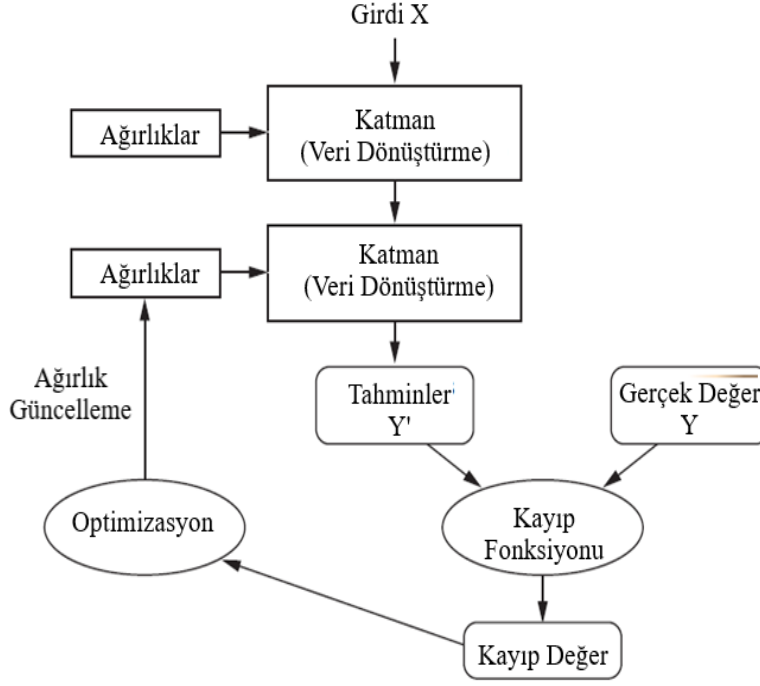 Girdi X
Ağırlıklar
Katman
(Veri Dönüştürme)
Ağırlıklar
Katman
(Veri Dönüştürme)
Ağırlık
Güncelleme
Tahminler
Y'
Gerçek Değer
Y
Optimizasyon
Kayıp
Fonksiyonu
Kayıp Değer